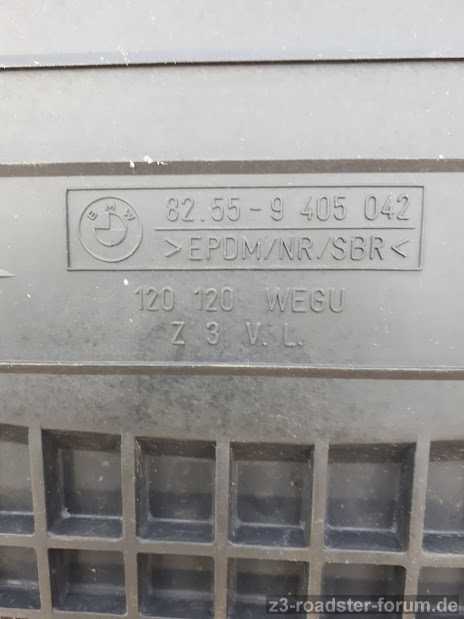 BMW
82.55-9 405 042
>EPDM/NR/SBR<
120 120 WEGU
Z 3 V.L.
z3-roadster-forum.de